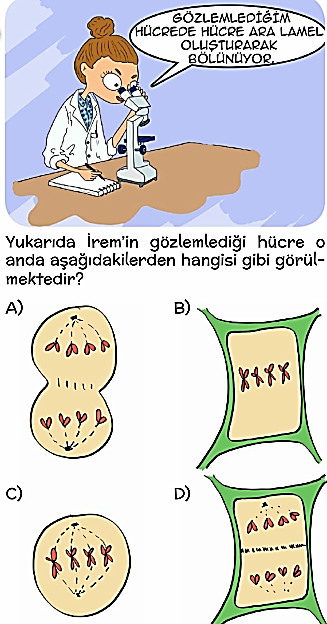 GÖZLEMLEDİĞİM
HÜCREDE HÜCRE ARA LAMEL
OLUŞTURARAK
BÖLÜNÜYOR.
Yukarıda İrem'in gözlemlediği hücre o
anda aşağıdakilerden hangisi gibi görül-
mektedir?
A)
B)
C)
D)